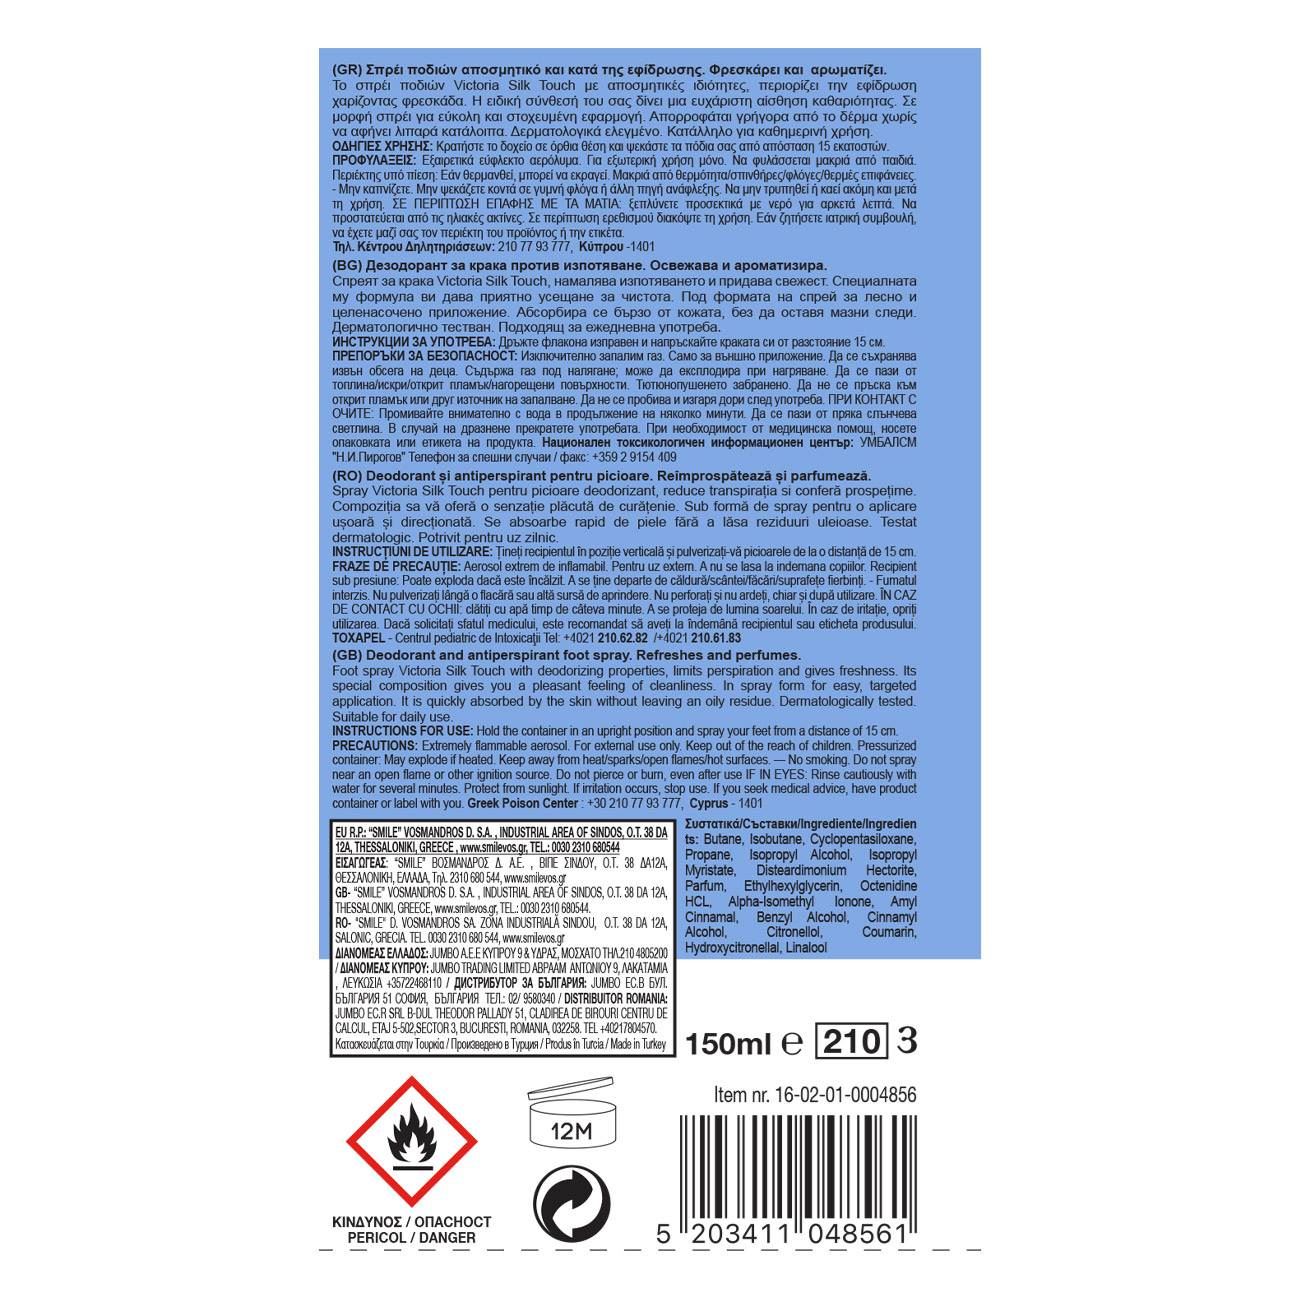 (GR) Σπρέι ποδιών αποσμητικό και κατά της εφίδρωσης. Φρεσκάρει και αρωματίζει.
Το σπρέι ποδιών Victoria Silk Touch με αποσμητικές ιδιότητες, περιορίζει την εφίδρωση
χαρίζοντας φρεσκάδα. Η ειδική σύνθεσή του σας δίνει μια ευχάριστη αίσθηση καθαριότητας. Σε
μορφή σπρέι για εύκολη και στοχευμένη εφαρμογή. Απορροφάται γρήγορα από το δέρμα χωρίς
να αφήνει λιπαρά κατάλοιπα. Δερματολογικά ελεγμένο. Κατάλληλο για καθημερινή χρήση.
ΟΔΗΓΙΕΣ ΧΡΗΣΗΣ: Κρατήστε το δοχείο σε όρθια θέση και ψεκάστε τα πόδια σας από απόσταση 15 εκατοστών.
ΠΡΟΦΥΛΑΞΕΙΣ: Εξαιρετικά εύφλεκτο αερόλυμα. Για εξωτερική χρήση μόνο. Να φυλάσσεται μακριά από παιδιά.
Περιέκτης υπό πίεση: Εάν θερμανθεί, μπορεί να εκραγεί. Μακριά από θερμότητα/σπινθήρες/φλόγες/θερμές επιφάνειες.
- Μην καπνίζετε. Μην ψεκάζετε κοντά σε γυμνή φλόγα ή άλλη πηγή ανάφλεξης. Να μην τρυπηθεί ή καεί ακόμη και μετά
τη χρήση. ΣΕ ΠΕΡΙΠΤΩΣΗ ΕΠΑΦΗΣ ΜΕ ΤΑ ΜΑΤΙΑ: ξεπλύνετε προσεκτικά με νερό για αρκετά λεπτά. Να
προστατεύεται από τις ηλιακές ακτίνες. Σε περίπτωση ερεθισμού διακόψτε τη χρήση. Εάν ζητήσετε ιατρική συμβουλή,
να έχετε μαζί σας τον περιέκτη του προϊόντος ή την ετικέτα.
Τηλ. Κέντρου Δηλητηριάσεων: 210 77 93 777, Κύπρου -1401
(BG) Дезодорант за крака против изпотяване. Освежава и ароматизира.
Спреят за крака Victoria Silk Touch, намалява изпотяването и придава свежест. Специалната
му формула ви дава приятно усещане за чистота. Под формата на спрей за лесно и
целенасочено приложение. Абсорбира се бързо от кожата, без да оставя мазни следи.
Дерматологично тестван. Подходящ за ежедневна употреба.
ИНСТРУКЦИИ ЗА УПОТРЕБА: Дръжте флакона изправен и напръскайте краката си от разстояние 15 см.
ПРЕПОРЪКИ ЗА БЕЗОПАСНОСТ: Изключително запалим газ. Само за външно приложение. Да се съхранява
извън обсега на деца. Съдържа газ под налягане; може да експлодира при нагряване. Да се пази от
топлина/искри/открит пламък/нагорещени повърхности. Тютюнопушенето забранено. Да не се пръска към
открит пламък или друг източник на запалване. Да не се пробива и изгаря дори след употреба. ПРИ КОНТАКТ С
ОЧИТЕ: Промивайте внимателно с вода в продължение на няколко минути. Да се пази от пряка слънчева
светлина. В случай на дразнене прекратете употребата. При необходимост от медицинска помощ, носете
опаковката или етикета на продукта. Национален токсикологичен информационен център: УМБАЛСМ
"Н.И.Пирогов" Телефон за спешни случаи / факс: +359 2 9154 409
(RO) Deodorant și antiperspirant pentru picioare. Reîmprospătează și parfumează.
Spray Victoria Silk Touch pentru picioare deodorizant, reduce transpirația si conferă prospețime.
Compoziția sa vă oferă o senzație plăcută de curățenie. Sub formă de spray pentru o aplicare
ușoară și direcționată. Se absoarbe rapid de piele fără a lăsa reziduuri uleioase. Testat
dermatologic. Potrivit pentru uz zilnic.
INSTRUCȚIUNI DE UTILIZARE: Țineți recipientul în poziție verticală și pulverizați-vă picioarele de la o distanță de 15 cm.
FRAZE DE PRECAUȚIE: Aerosol extrem de inflamabil. Pentru uz extern. A nu se lasa la indemana copiilor. Recipient
sub presiune: Poate exploda dacă este încălzit. A se ține departe de căldură/scântei/făcări/suprafețe fierbinți. - Fumatul
interzis. Nu pulverizați lângă o flacără sau altă sursă de aprindere. Nu perforați și nu ardeți, chiar și după utilizare. ÎN CAZ
DE CONTACT CU OCHII: clătiți cu apă timp de câteva minute. A se proteja de lumina soarelui. În caz de iritație, opriți
utilizarea. Dacă solicitați sfatul medicului, este recomandat să aveți la îndemână recipientul sau eticheta produsului.
TOXAPEL - Centrul pediatric de Intoxicaţii Tel: +4021 210.62.82 /+4021 210.61.83
(GB) Deodorant and antiperspirant foot spray. Refreshes and perfumes.
Foot spray Victoria Silk Touch with deodorizing properties, limits perspiration and gives freshness. Its
special composition gives you a pleasant feeling of cleanliness. In spray form for easy, targeted
application. It is quickly absorbed by the skin without leaving an oily residue. Dermatologically tested.
Suitable for daily use.
INSTRUCTIONS FOR USE: Hold the container in an upright position and spray your feet from a distance of 15 cm.
PRECAUTIONS: Extremely flammable aerosol. For external use only. Keep out of the reach of children. Pressurized
container: May explode if heated. Keep away from heat/sparks/open flames/hot surfaces. — No smoking. Do not spray
near an open flame or other ignition source. Do not pierce or burn, even after use IF IN EYES: Rinse cautiously with
water for several minutes. Protect from sunlight. If irritation occurs, stop use. If you seek medical advice, have product
container or label with you. Greek Poison Center : +30 210 77 93 777, Cyprus - 1401
EU R.P.: "SMILE" VOSMANDROS D. S.A. , INDUSTRIAL AREA OF SINDOS, O.T. 38 DA
12A, THESSALONIKI, GREECE , www.smilevos.gr, TEL.: 0030 2310 680544
ΕΙΣΑΓΩΓΕΑΣ: "SMILE" ΒΟΣΜΑΝΔΡΟΣ Δ. Α.Ε. , ΒΙΠΕ ΣΙΝΔΟΥ, Ο.Τ. 38 ΔΑ12Α,
ΘΕΣΣΑΛΟΝΙΚΗ, ΕΛΛΑΔΑ, Τηλ. 2310 680 544, www.smilevos.gr
GB- "SMILE" VOSMANDROS D. S.A. , INDUSTRIAL AREA OF SINDOS, O.T. 38 DA 12A,
THESSALONIKI, GREECE, www.smilevos.gr, TEL.: 0030 2310 680544.
RO- "SMILE" D. VOSMANDROS SA. ZONA INDUSTRIALĂ SINDOU, O.T. 38 DA 12A,
SALONIC, GRECIA. TEL. 0030 2310 680 544, www.smilevos.gr
ΔΙΑΝΟΜΕΑΣ ΕΛΛΑΔΟΣ: JUMBO A.E.E ΚΥΠΡΟΥ 9 & ΥΔΡΑΣ, ΜΟΣΧΑΤΟ ΤΗΛ.210 4805200
/ ΔΙΑΝΟΜΕΑΣ ΚΥΠΡΟΥ: JUMBO TRADING LIMITED ΑΒΡΑΑΜ ΑΝΤΩΝΙΟΥ 9, ΛΑΚΑΤΑΜΙΑ
, ΛΕΥΚΩΣΙΑ +35722468110 / ДИСТРИБУТОР ЗА БЪЛГАРИЯ: JUMBO EC.B БУЛ.
БЪЛГАРИЯ 51 СОФИЯ, БЪЛГАРИЯ ТЕЛ.: 02/ 9580340 / DISTRIBUITOR ROMANIA:
JUMBO EC.R SRL B-DUL THEODOR PALLADY 51, CLADIREA DE BIROURI CENTRU DE
CALCUL, ETAJ 5-502,SECTOR 3, BUCURESTI, ROMANIA, 032258. TEL +40217804570.
Κατασκευάζεται στην Τουρκία / Произведено в Турция / Produs în Turcia / Made in Turkey
Συστατικά/Съставки/Ingrediente/Ingredien
ts: Butane, Isobutane, Cyclopentasiloxane,
Propane, Isopropyl Alcohol, Isopropyl
Myristate, Disteardimonium Hectorite,
Parfum, Ethylhexylglycerin, Octenidine
HCL, Alpha-Isomethyl Ionone, Amyl
Cinnamal, Benzyl Alcohol, Cinnamyl
Alcohol, Citronellol, Coumarin,
Hydroxycitronellal, Linalool
150ml ℮ 210 3
Item nr. 16-02-01-0004856
12M
ΚΙΝΔΥΝΟΣ / ОПАСНОСТ
PERICOL / DANGER
5 203411 048561